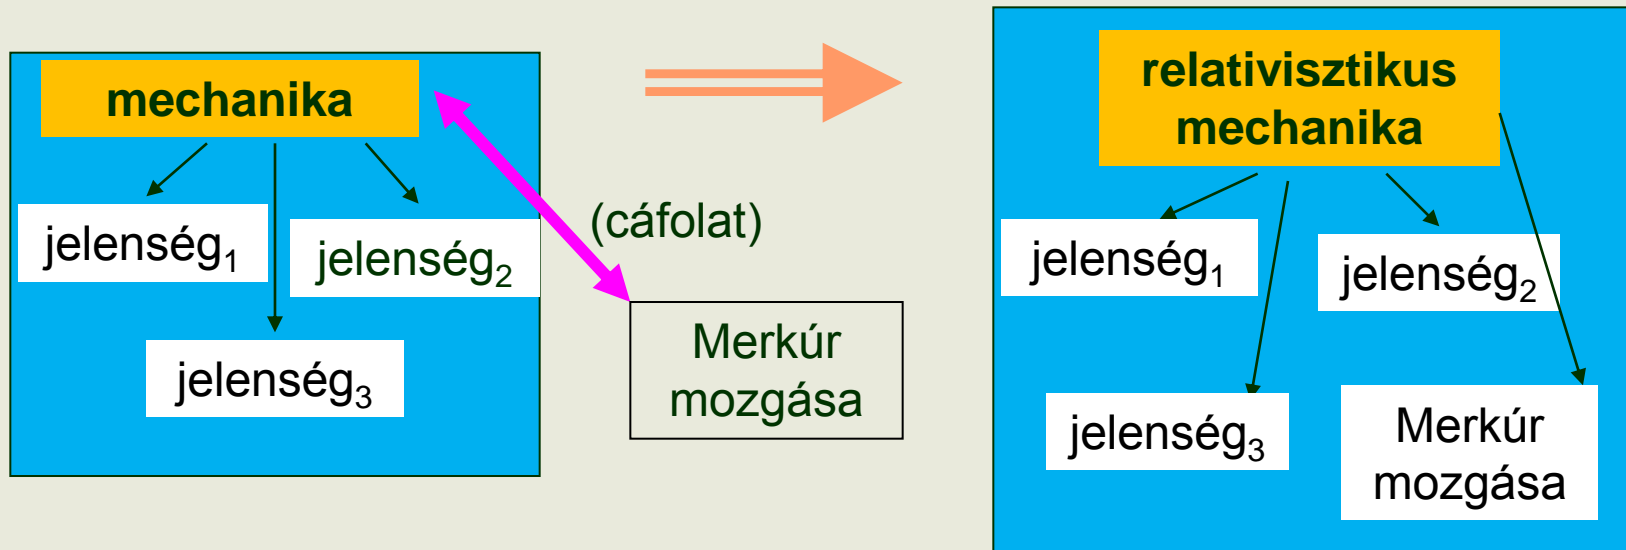 mechanika
jelenség₁
jelenség₂
jelenség₃
(cáfolat)
Merkúr
mozgása
relativisztikus
mechanika
jelenség₁
jelenség₂
jelenség₃
Merkúr
mozgása